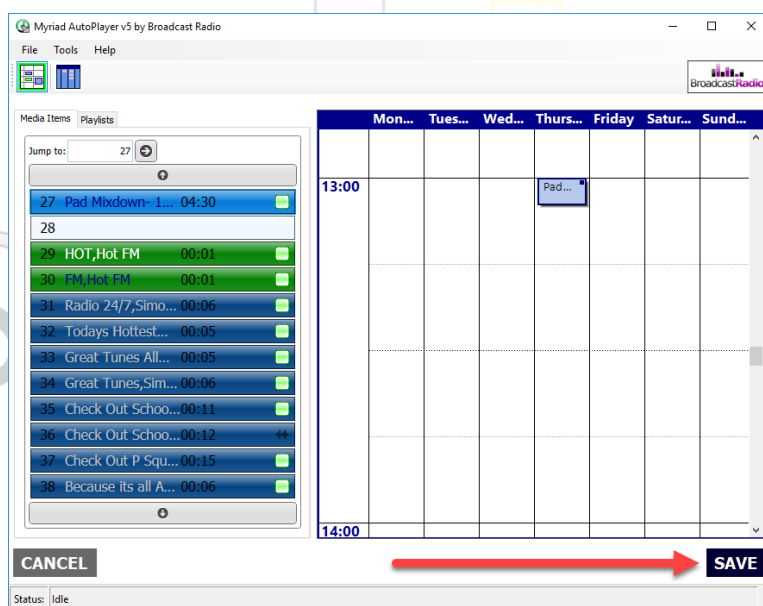 Myriad AutoPlayer v5 by Broadcast Radio
File Tools Help
BroadcastRadio
Media Items Playlists
Jump to: 27
27 Pad Mixdown- 1... 04:30
28
29 HOT,Hot FM 00:01
30 FM,Hot FM 00:01
31 Radio 24/7,Simo... 00:06
32 Todays Hottest... 00:05
33 Great Tunes All... 00:05
34 Great Tunes,Sim... 00:06
35 Check Out Schoo... 00:11
36 Check Out Schoo... 00:12
37 Check Out P Squ... 00:15
38 Because its all A... 00:06
Mon... Tues... Wed... Thurs... Friday Satur... Sund...
13:00 Pad...
14:00
CANCEL SAVE
Status: Idle